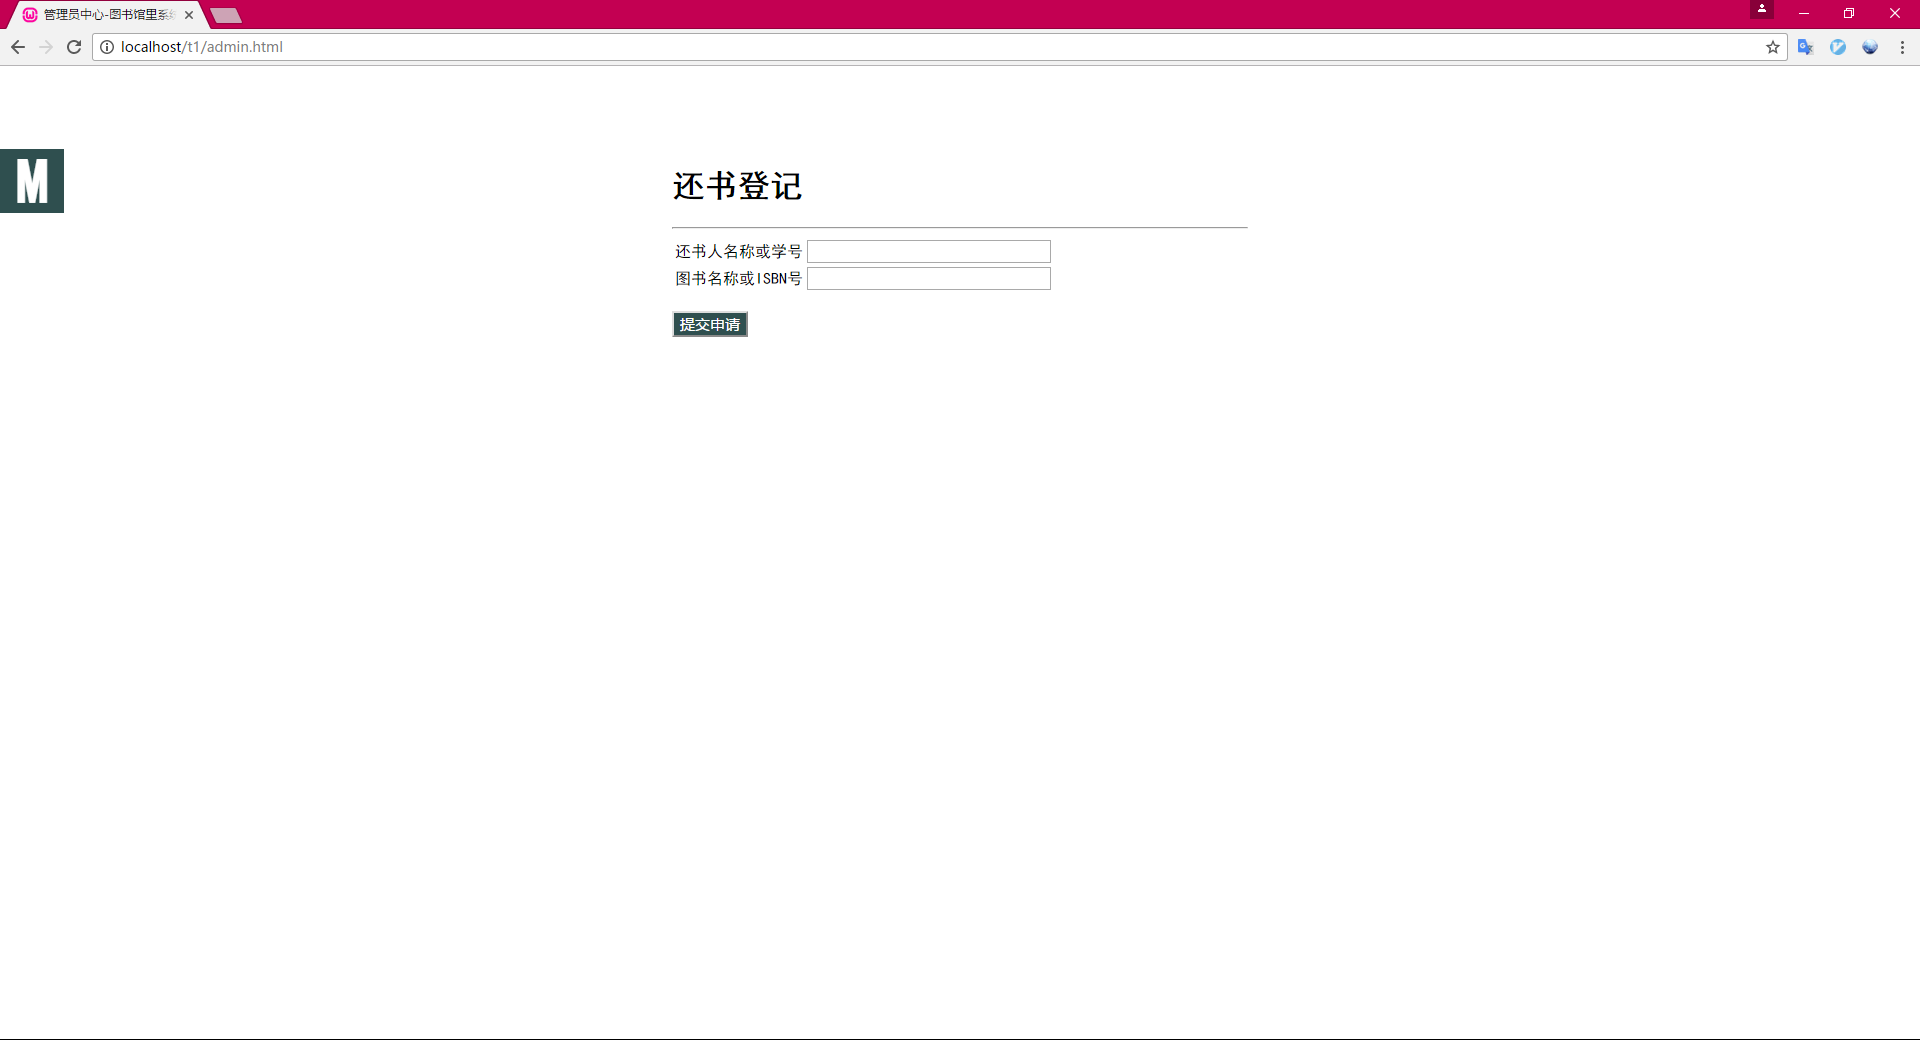 管理员中心-图书馆里系
localhost/t1/admin.html
M
还书登记
还书人名称或学号
图书名称或ISBN号
提交申请